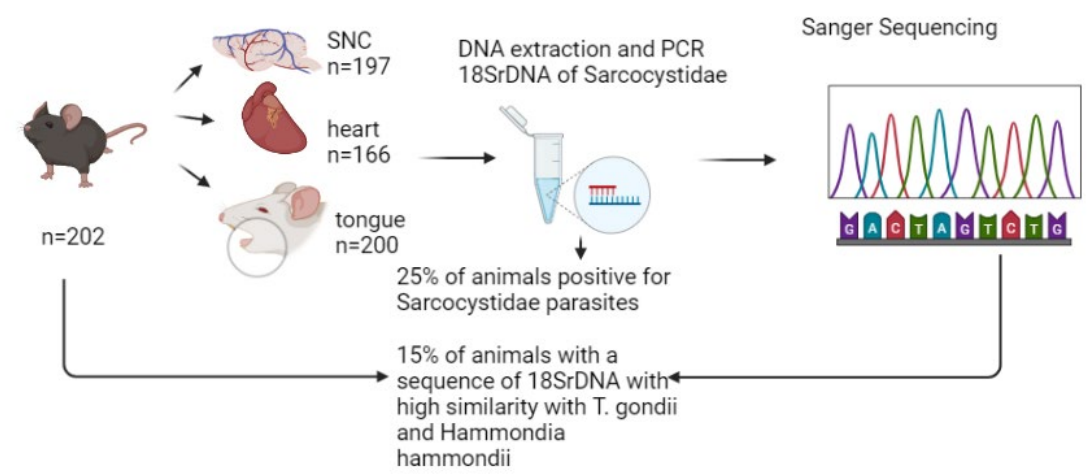 SNC
n=197
heart
n=166
tongue
n=200
n=202
DNA extraction and PCR
18SrDNA of Sarcocystidae
25% of animals positive for
Sarcocystidae parasites
Sanger Sequencing
G A C T A G T C T G
15% of animals with a
sequence of 18SrDNA with
high similarity with T. gondii
and Hammondia
hammondii